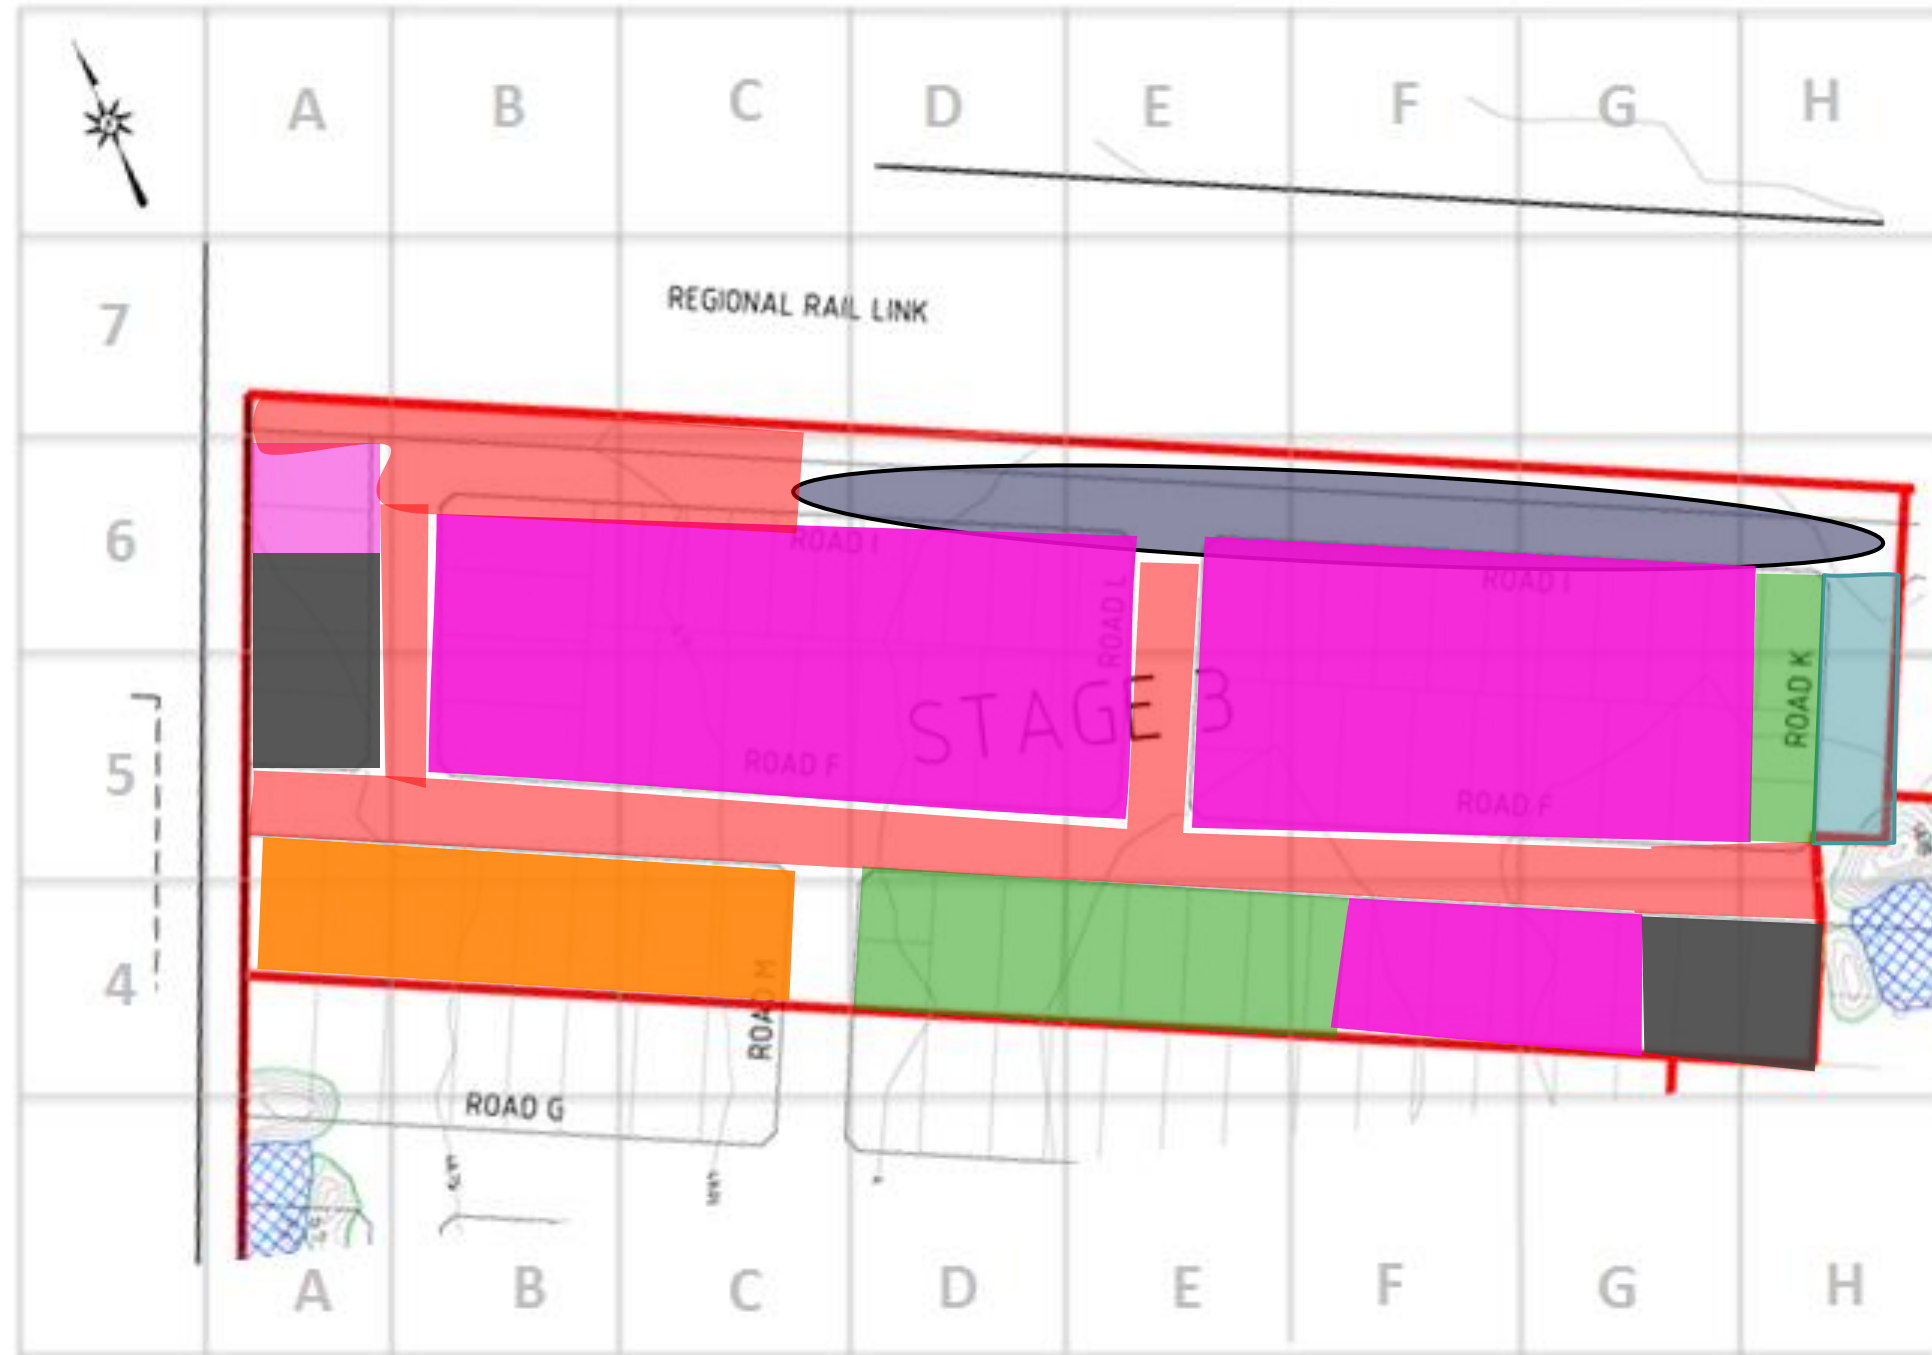 A B C D E F G H
7
REGIONAL RAIL LINK
6
ROAD I
ROAD I
ROAD L
STAGE 3
ROAD K
5
ROAD F
ROAD F
4
ROAD M
ROAD G
A B C D E F G H